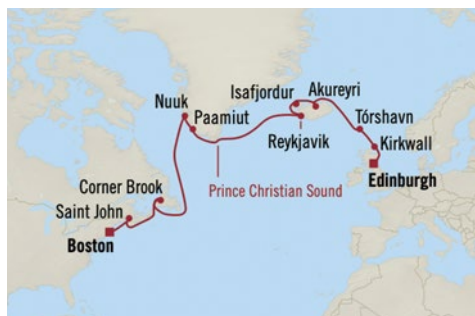 Isafjordur
Akureyri
Nuuk
Paamiut
Tórshavn
Reykjavik
Kirkwall
Prince Christian Sound
Edinburgh
Corner Brook
Saint John
Boston